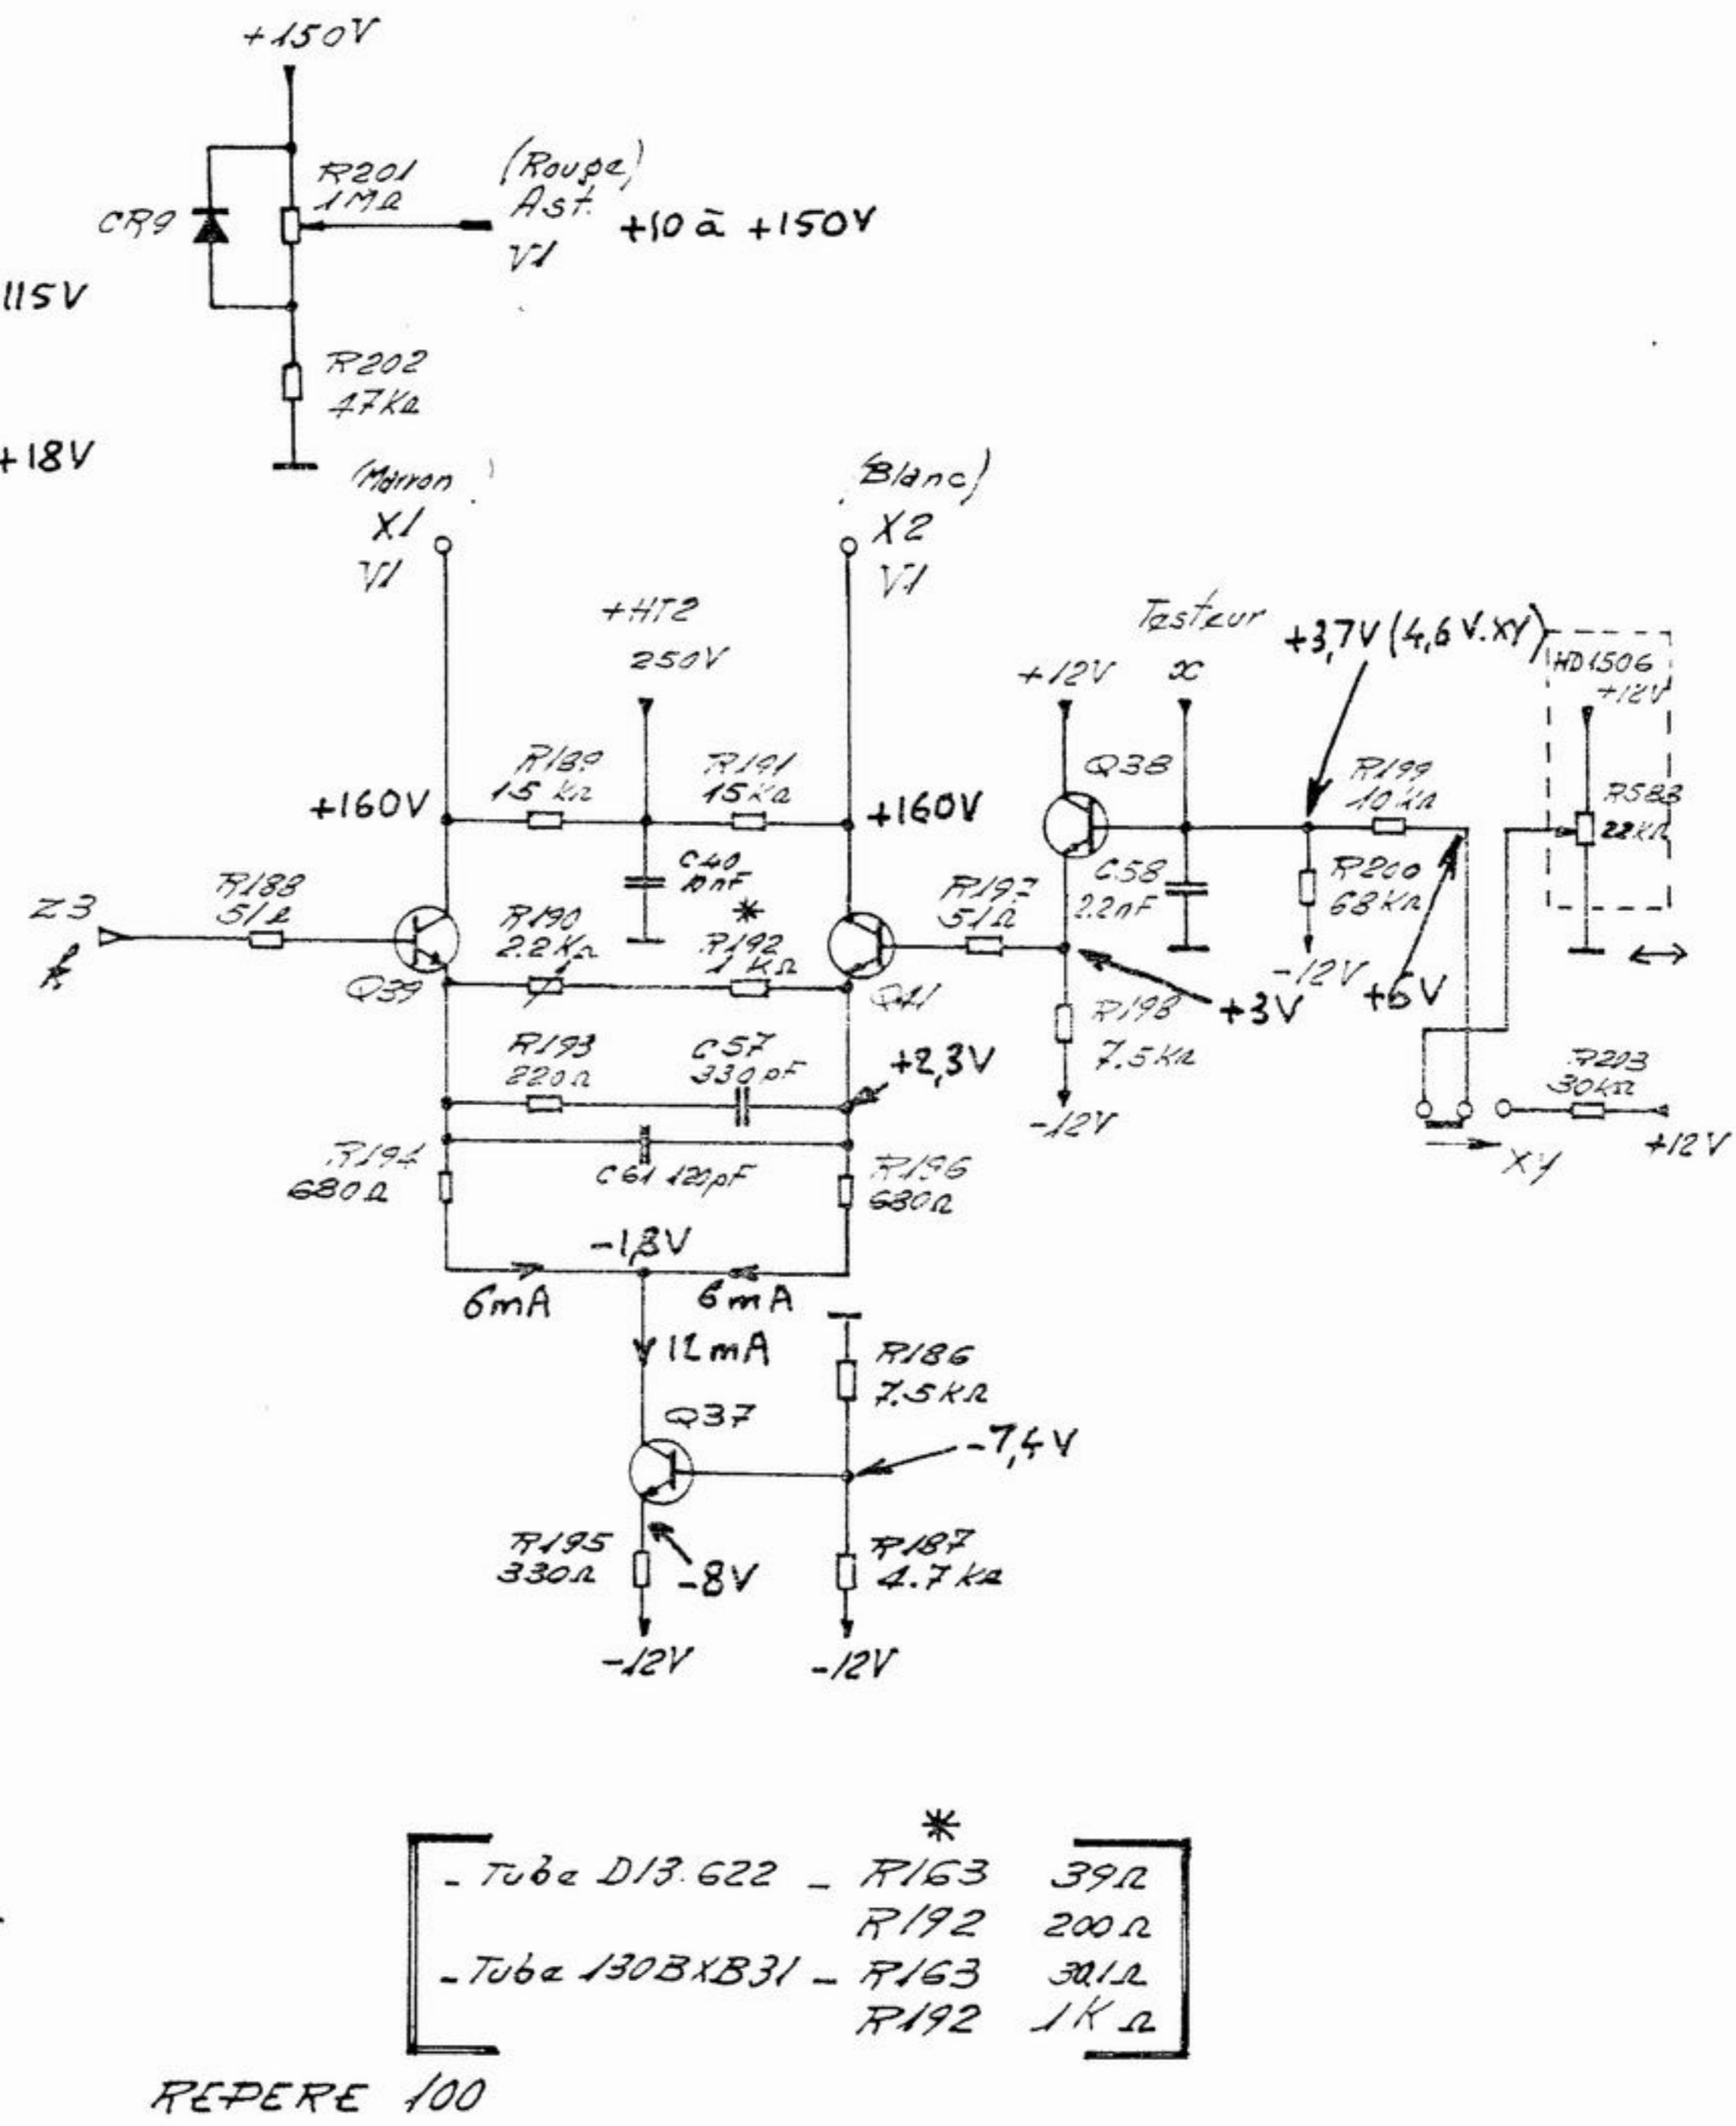 +150V
R201
1MΩ
CR9
(Rouge)
Ast.
V1
+10 à +150V
115V
R202
47KΩ
+18V
(Marron)
X1
V1
(Blanc)
X2
V1
+HT2
250V
Testeur
x
+12V
+3,7V (4,6V.XY)
HD1506
+12V
R583
22KΩ
Q38
R199
10KΩ
R189
15KΩ
R191
15KΩ
+160V
+160V
C40
10nF
Z3
R188
51Ω
R190
2.2KΩ
*
R192
1KΩ
Q39
Q41
R197
51Ω
C58
2.2nF
R200
68KΩ
-12V
+3V
R198
7.5KΩ
-12V
R193
220Ω
C57
330pF
+2,3V
R203
30KΩ
+12V
XY
R194
680Ω
C61 120pF
R196
680Ω
-1,8V
6mA
6mA
12mA
R186
7.5KΩ
Q37
-7,4V
R195
330Ω
-8V
R187
4.7KΩ
-12V
-12V
*
- Tube D13.622 - R163 39Ω
R192 200Ω
- Tube 130BXB31 - R163 30.1Ω
R192 1KΩ
REPERE 100